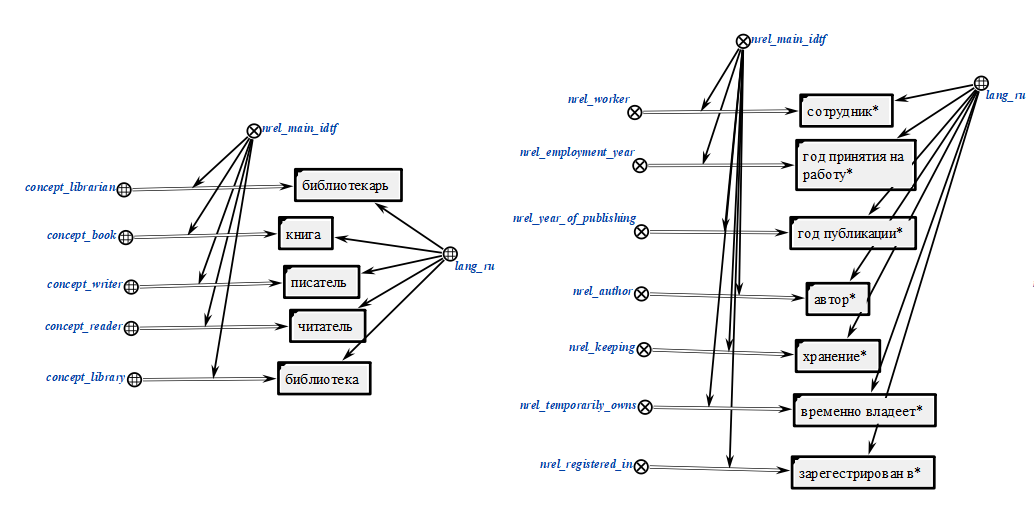 nrel_main_idtf
concept_librarian
библиотекарь
concept_book
книга
lang_ru
concept_writer
писатель
concept_reader
читатель
concept_library
библиотека
nrel_main_idtf
lang_ru
nrel_worker
сотрудник*
nrel_employment_year
год принятия на
работу*
nrel_year_of_publishing
год публикации*
nrel_author
автор*
nrel_keeping
хранение*
nrel_temporarily_owns
временно владеет*
nrel_registered_in
зарегестрирован в*